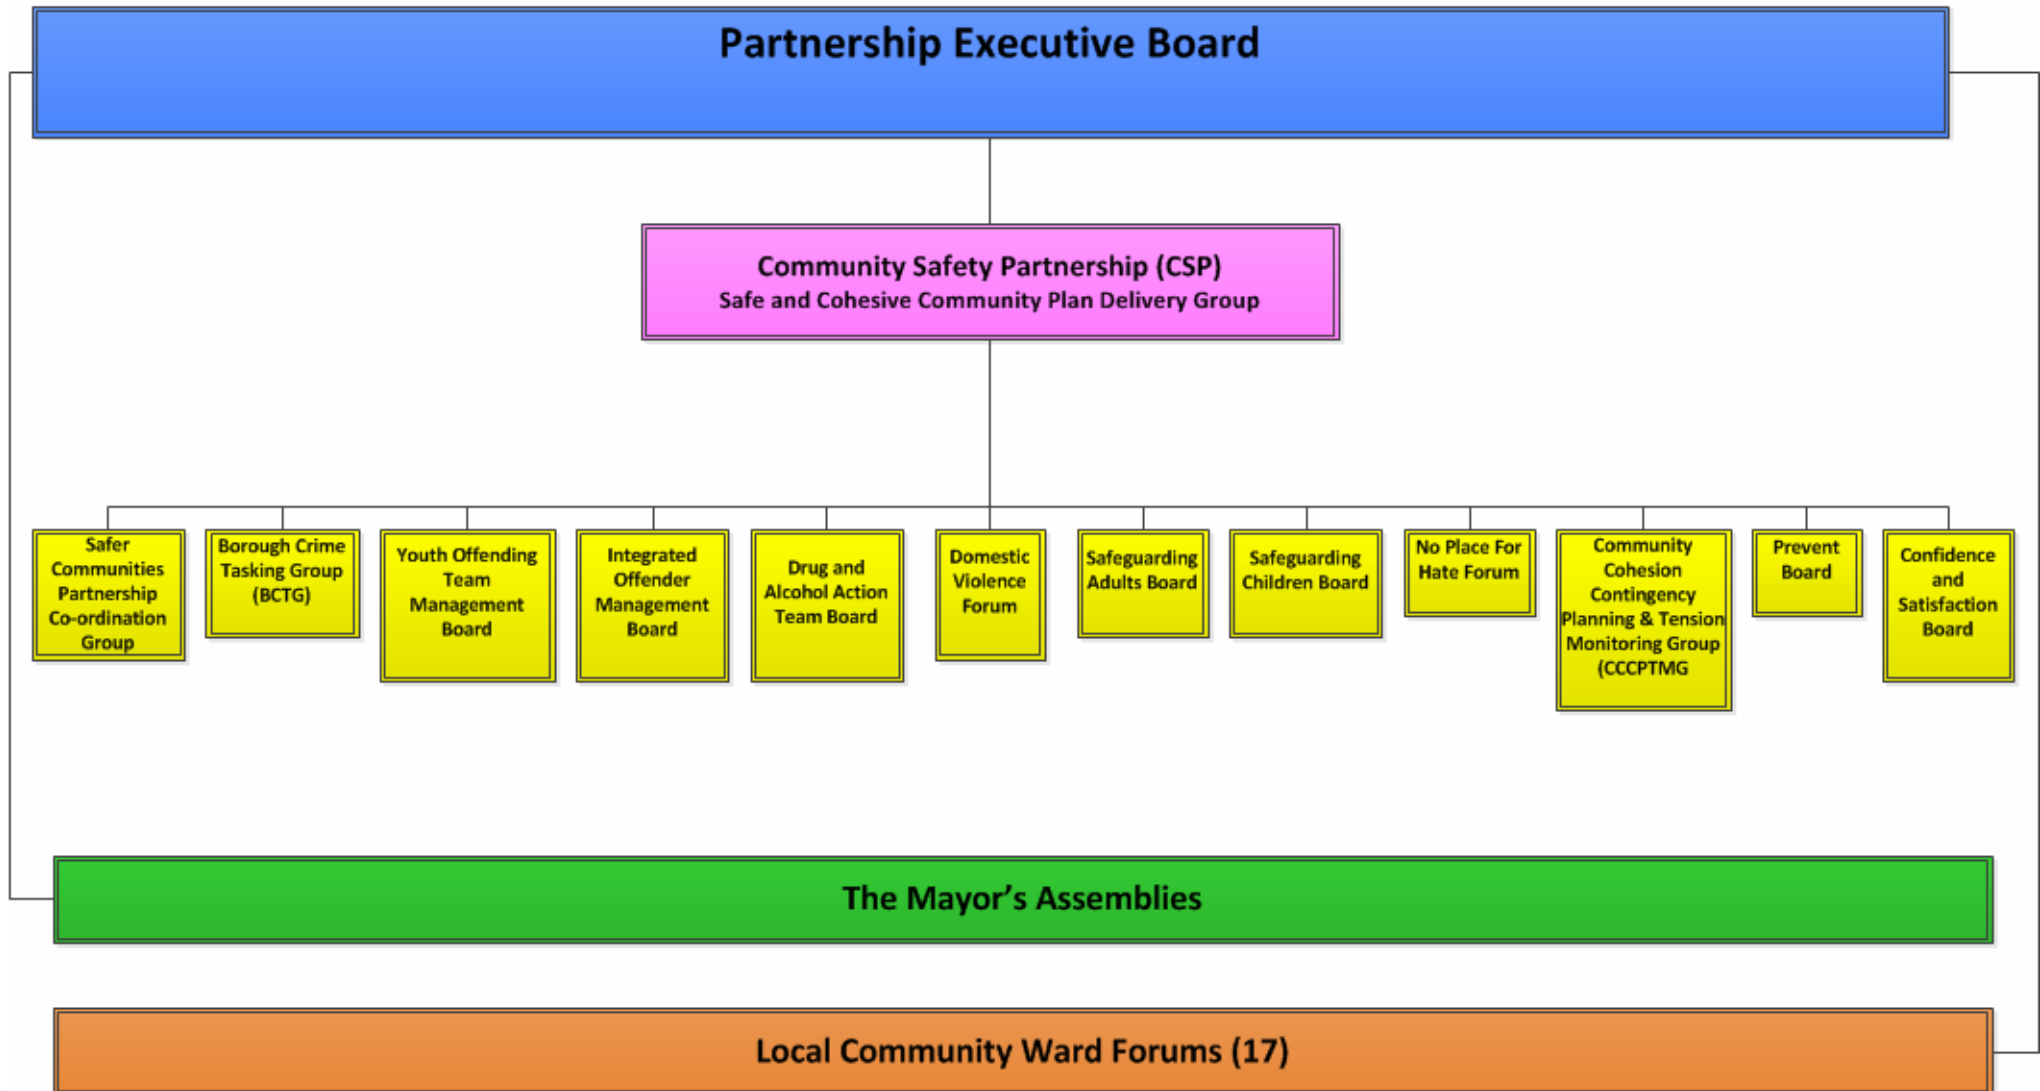 Partnership Executive Board
Community Safety Partnership (CSP)
Safe and Cohesive Community Plan Delivery Group
Safer
Communities
Partnership
Co-ordination
Group
Borough Crime
Tasking Group
(BCTG)
Youth Offending
Team
Management
Board
Integrated
Offender
Management
Board
Drug and
Alcohol Action
Team Board
Domestic
Violence
Forum
Safeguarding
Adults Board
Safeguarding
Children Board
No Place For
Hate Forum
Community
Cohesion
Contingency
Planning & Tension
Monitoring Group
(CCCPTMG
Prevent
Board
Confidence
and
Satisfaction
Board
The Mayor’s Assemblies
Local Community Ward Forums (17)